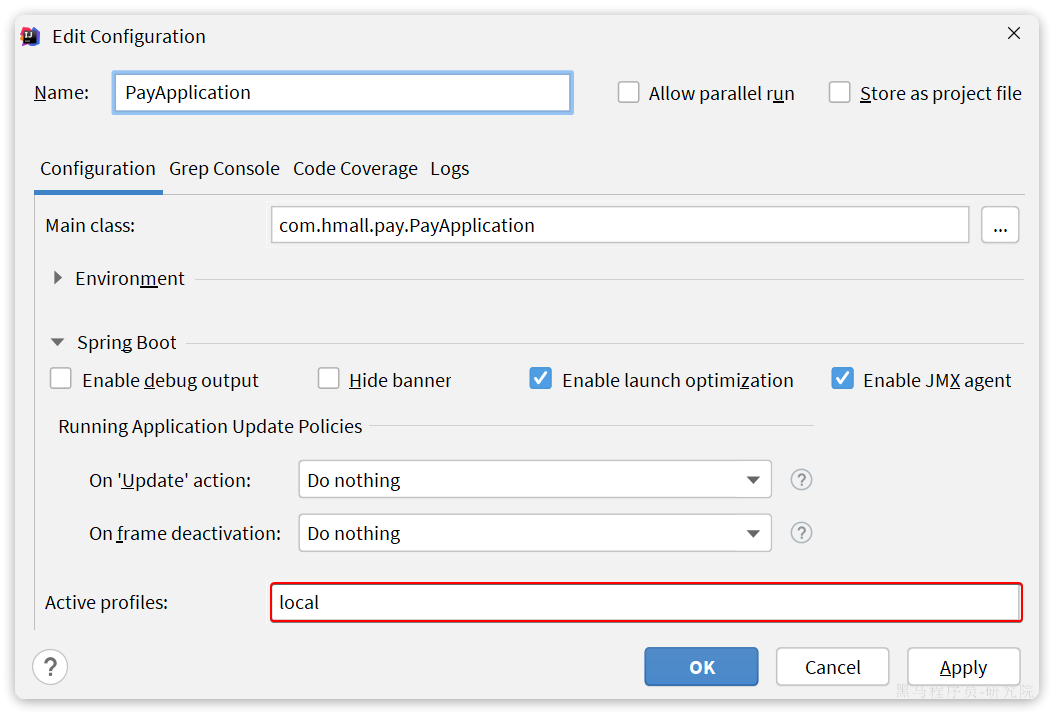 Edit Configuration
Name: PayApplication Allow parallel run Store as project file
Configuration Grep Console Code Coverage Logs
Main class: com.hmall.pay.PayApplication ...
Environment
Spring Boot
Enable debug output Hide banner Enable launch optimization Enable JMX agent
Running Application Update Policies
On 'Update' action: Do nothing ?
On frame deactivation: Do nothing ?
Active profiles: local
? OK Cancel Apply
黑马程序员-研究院